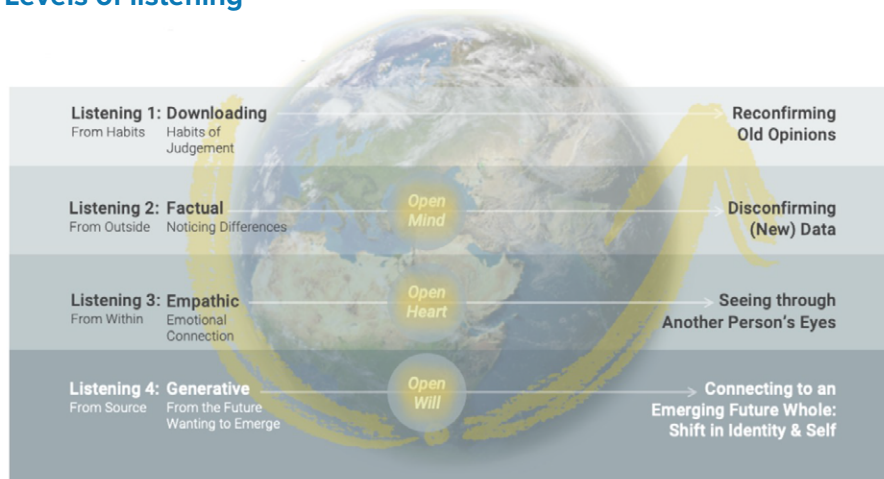 Levels of listening
Listening 1: Downloading
From Habits Habits of
Judgement
Reconfirming
Old Opinions
Listening 2: Factual
From Outside Noticing Differences
Open
Mind
Disconfirming
(New) Data
Listening 3: Empathic
From Within Emotional
Connection
Open
Heart
Seeing through
Another Person's Eyes
Listening 4: Generative
From Source From the Future
Wanting to Emerge
Open
Will
Connecting to an
Emerging Future Whole:
Shift in Identity & Self